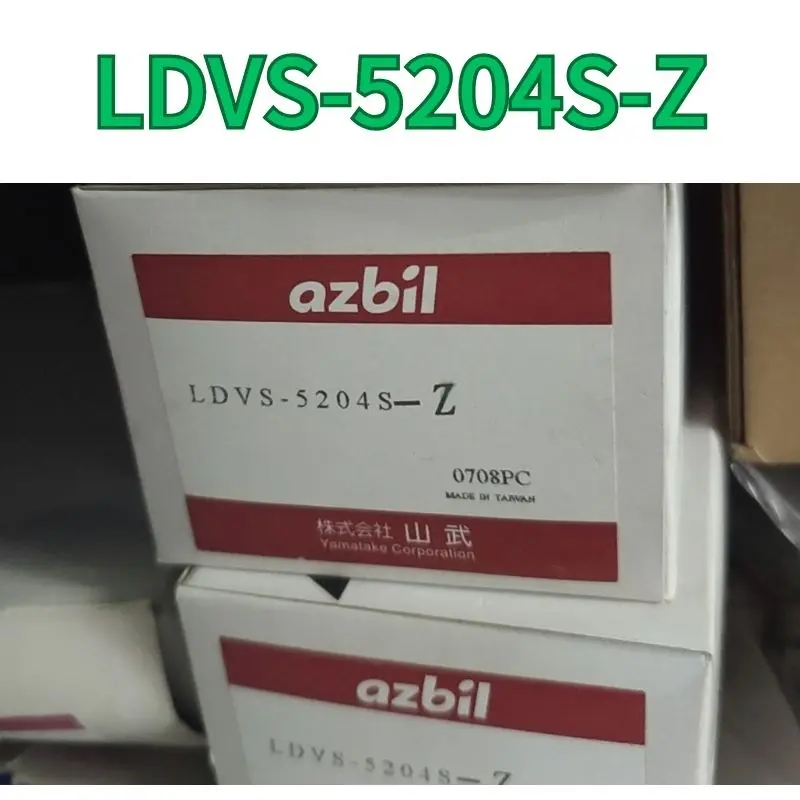 LDVS-5204S-Z
azbil
LDVS-5204S-Z
0708PC
MADE IN TAIWAN
株式会社 山武
Yamatake Corporation
azbil
LDVS-5204S-Z